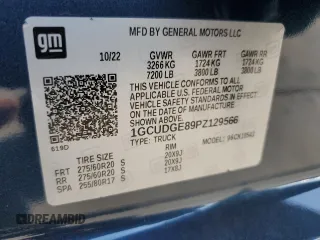 gm
MFD BY GENERAL MOTORS LLC
10/22 GVWR GAWR FRT GAWR RR
3266 KG 1724 KG 1724 KG
7200 LB 3800 LB 3800 LB
THIS VEHICLE CONFORMS TO ALL APPLICABLE
U.S. FEDERAL MOTOR VEHICLE SAFETY
STANDARDS IN EFFECT ON THE DATE OF
MANUFACTURE SHOWN ABOVE.
1GCUDGE89PZ129566
TYPE: TRUCK MODEL:
619D
TIRE RIM
275/60R20 S 20X9J
RR 275/60R20 S 20X9J
SPA 255/80R17 S 17X8J
DREAMBID